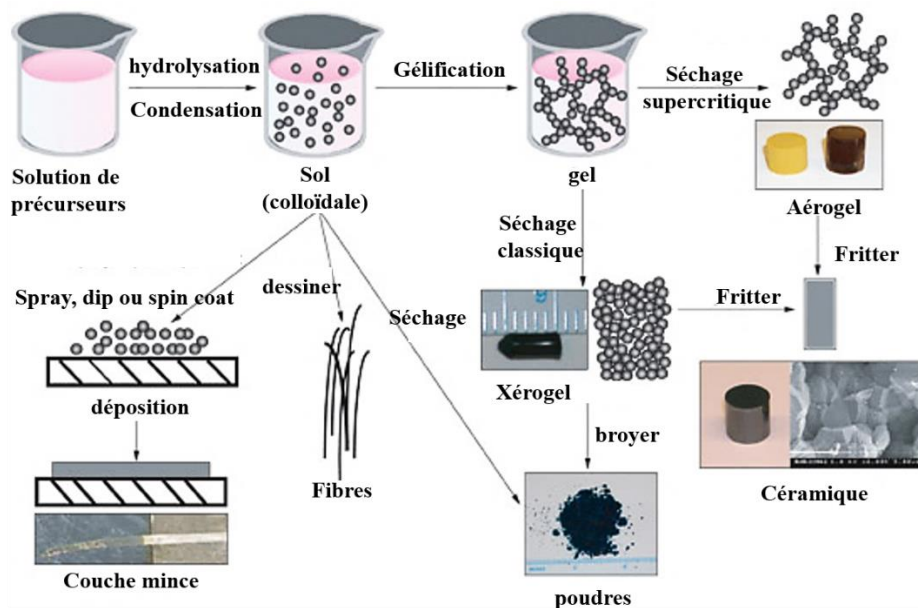 hydrolysation
Condensation
Gélification
Séchage
supercritique
Solution de
précurseurs
Sol
(colloïdale)
gel
Aérogel
Séchage
classique
Fritter
Spray, dip ou spin coat
dessiner
Séchage
Fritter
déposition
Xérogel
broyer
Fibres
Céramique
Couche mince
poudres